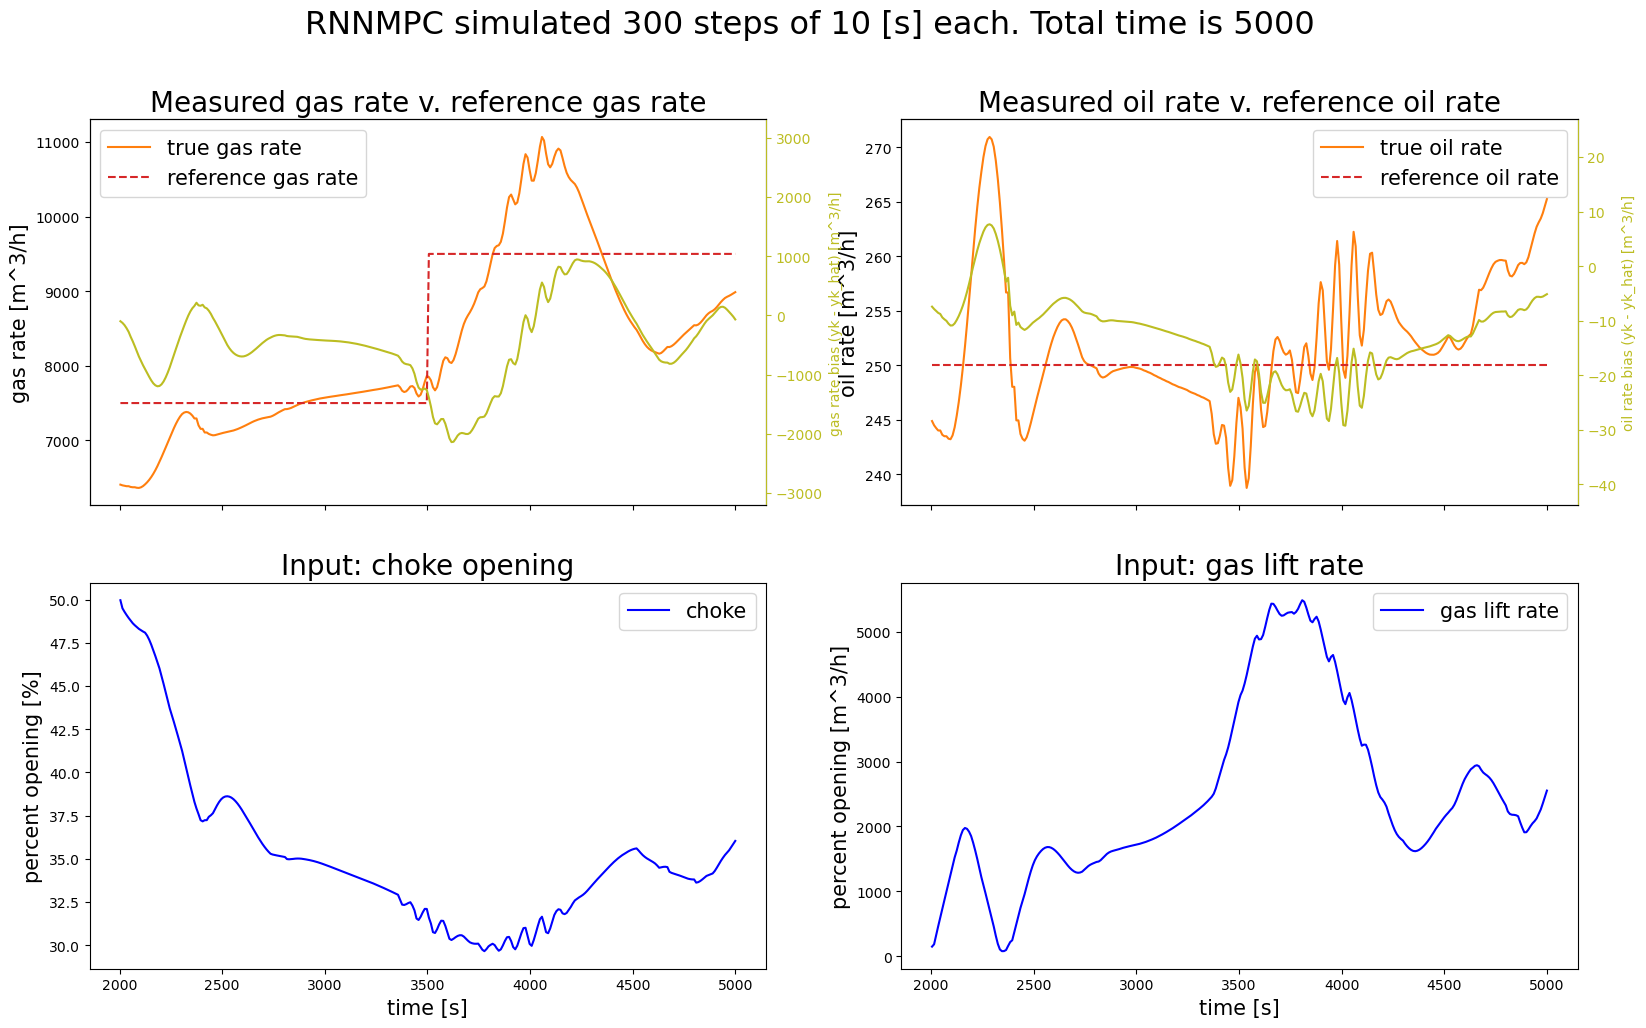 RNNMPC simulated 300 steps of 10 [s] each. Total time is 5000
Measured gas rate v. reference gas rate
true gas rate
reference gas rate
gas rate [m^3/h]
11000
10000
9000
8000
7000
3000
2000
1000
0
−1000
−2000
−3000
gas rate bias (yk - yk_hat) [m^3/h]
Measured oil rate v. reference oil rate
true oil rate
reference oil rate
oil rate [m^3/h]
270
265
260
255
250
245
240
20
10
0
−10
−20
−30
−40
oil rate bias (yk - yk_hat) [m^3/h]
Input: choke opening
choke
percent opening [%]
50.0
47.5
45.0
42.5
40.0
37.5
35.0
32.5
30.0
2000 2500 3000 3500 4000 4500 5000
time [s]
Input: gas lift rate
gas lift rate
percent opening [m^3/h]
5000
4000
3000
2000
1000
0
2000 2500 3000 3500 4000 4500 5000
time [s]